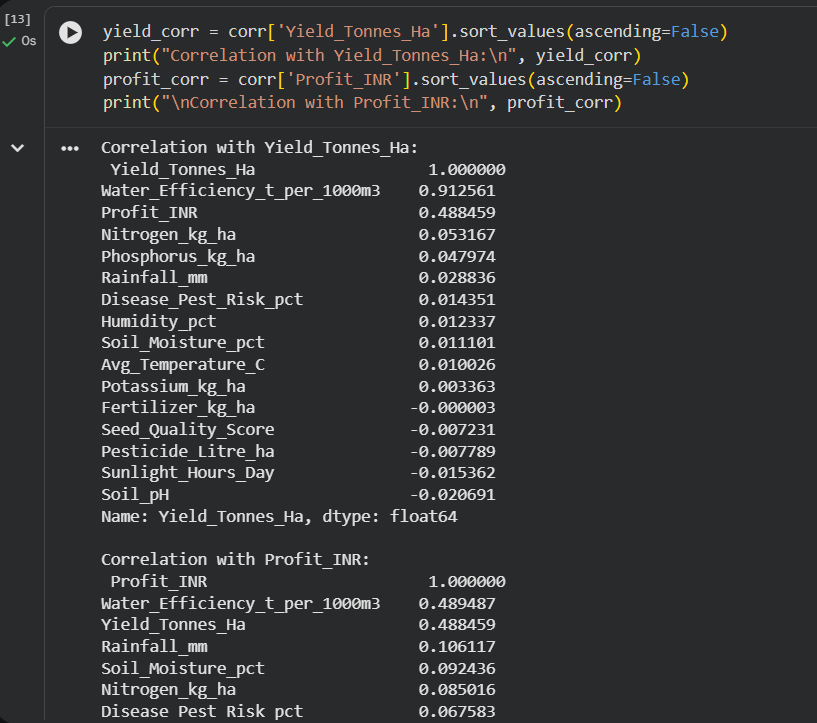 [13]
0s
yield_corr = corr['Yield_Tonnes_Ha'].sort_values(ascending=False)
print("Correlation with Yield_Tonnes_Ha:\n", yield_corr)
profit_corr = corr['Profit_INR'].sort_values(ascending=False)
print("\nCorrelation with Profit_INR:\n", profit_corr)
Correlation with Yield_Tonnes_Ha:
Yield_Tonnes_Ha 1.000000
Water_Efficiency_t_per_1000m3 0.912561
Profit_INR 0.488459
Nitrogen_kg_ha 0.053167
Phosphorus_kg_ha 0.047974
Rainfall_mm 0.028836
Disease_Pest_Risk_pct 0.014351
Humidity_pct 0.012337
Soil_Moisture_pct 0.011101
Avg_Temperature_C 0.010026
Potassium_kg_ha 0.003363
Fertilizer_kg_ha -0.000003
Seed_Quality_Score -0.007231
Pesticide_Litre_ha -0.007789
Sunlight_Hours_Day -0.015362
Soil_pH -0.020691
Name: Yield_Tonnes_Ha, dtype: float64
Correlation with Profit_INR:
Profit_INR 1.000000
Water_Efficiency_t_per_1000m3 0.489487
Yield_Tonnes_Ha 0.488459
Rainfall_mm 0.106117
Soil_Moisture_pct 0.092436
Nitrogen_kg_ha 0.085016
Disease_Pest_Risk_pct 0.067583